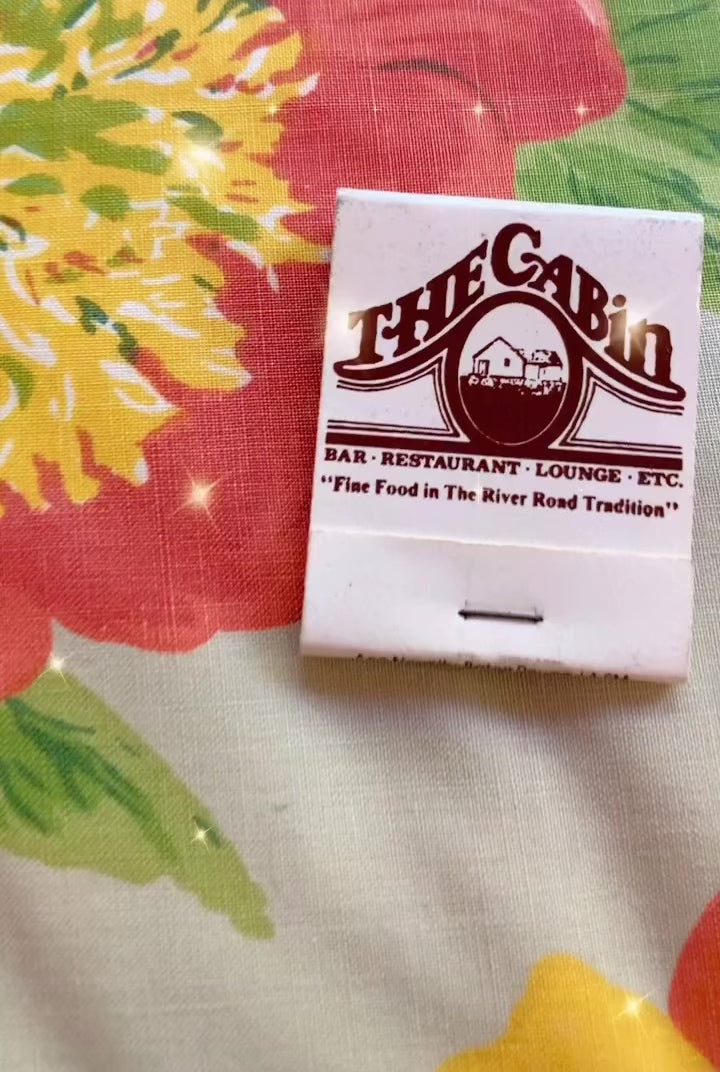 THE CABin
BAR · RESTAURANT · LOUNGE · ETC.
“Fine Food in The River Road Tradition”